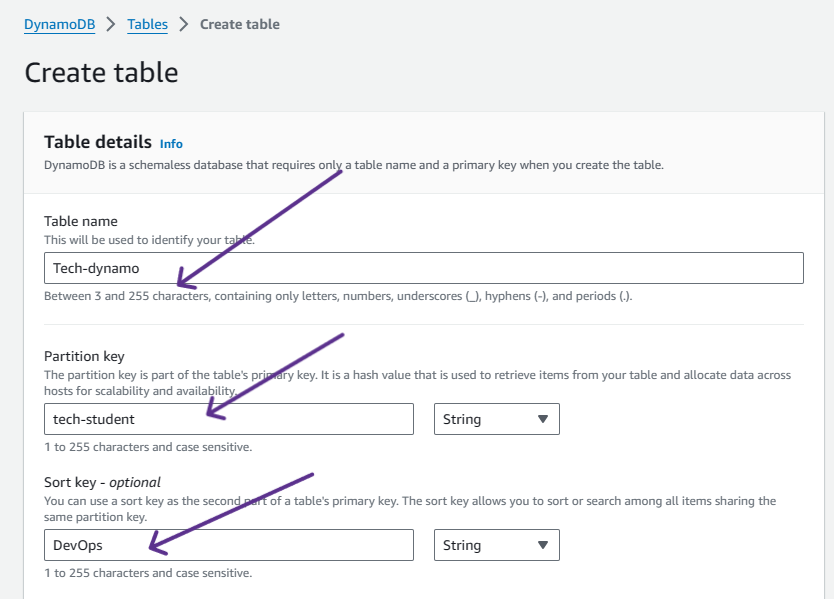 DynamoDB > Tables > Create table
Create table
Table details Info
DynamoDB is a schemaless database that requires only a table name and a primary key when you create the table.
Table name
This will be used to identify your table.
Tech-dynamo
Between 3 and 255 characters, containing only letters, numbers, underscores (_), hyphens (-), and periods (.).
Partition key
The partition key is part of the table's primary key. It is a hash value that is used to retrieve items from your table and allocate data across
hosts for scalability and availability.
tech-student String
1 to 255 characters and case sensitive.
Sort key - optional
You can use a sort key as the second part of a table's primary key. The sort key allows you to sort or search among all items sharing the
same partition key.
DevOps String
1 to 255 characters and case sensitive.